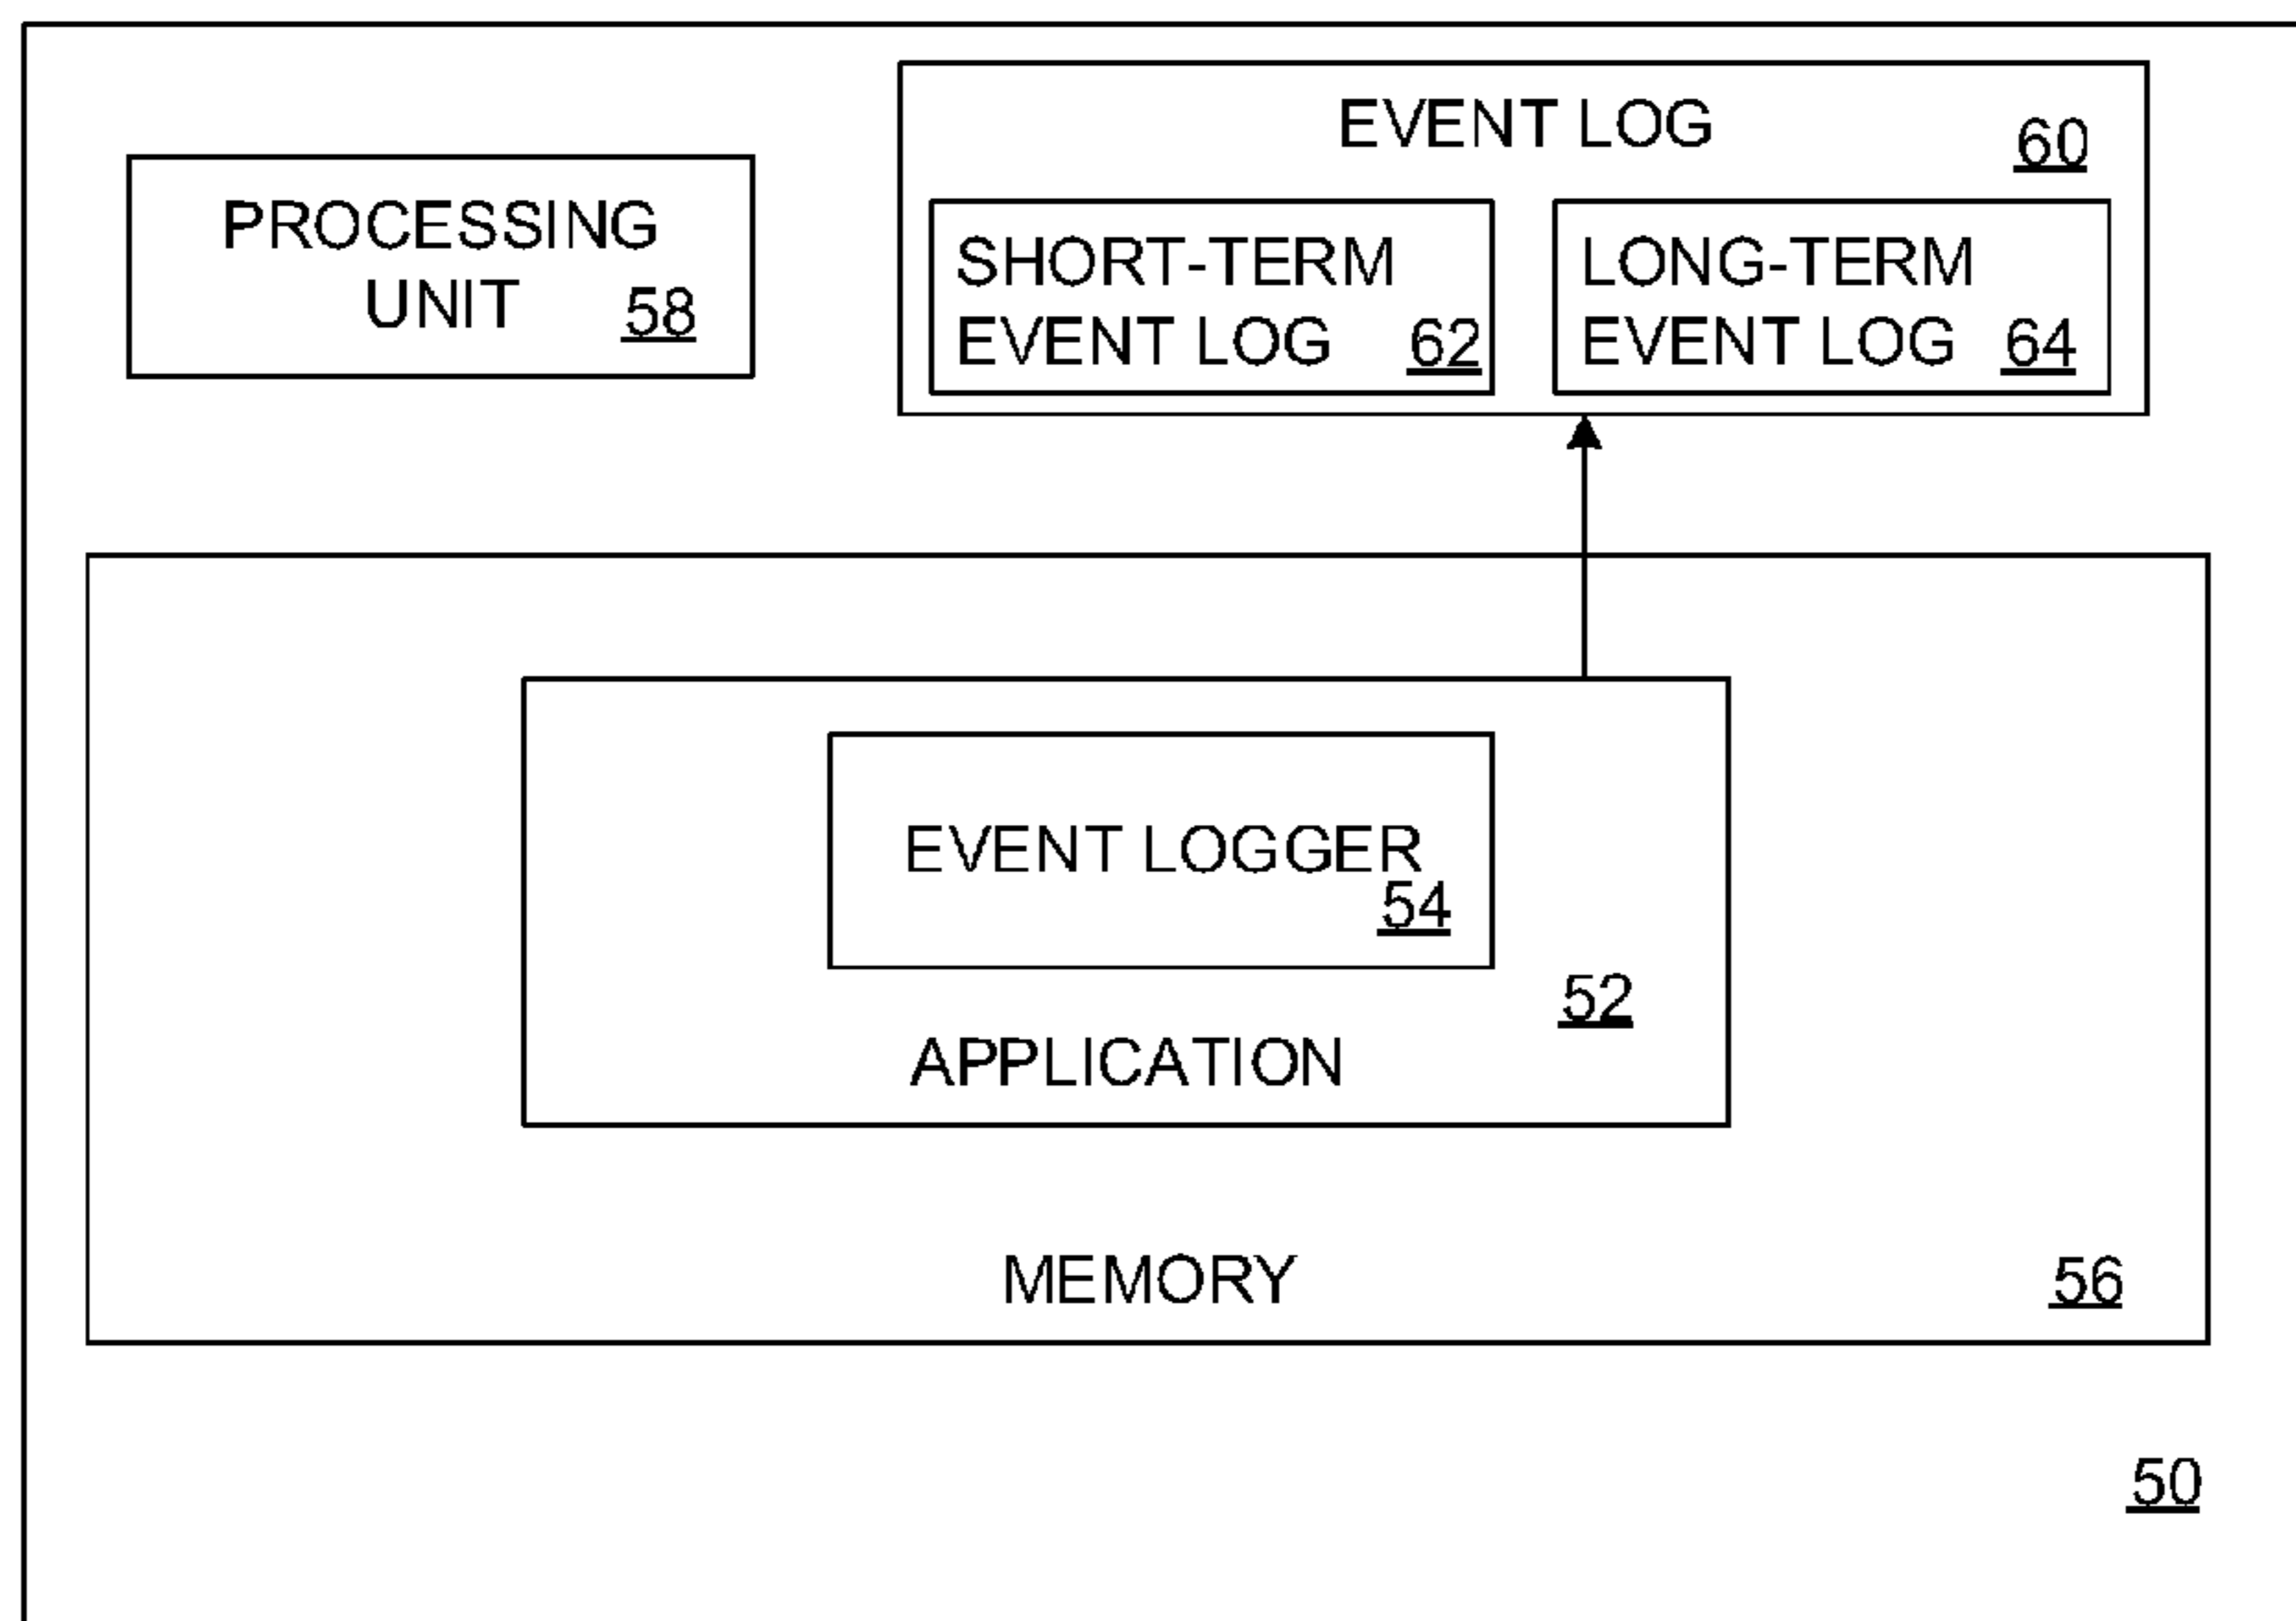 EVENT LOG
60
PROCESSING
UNIT 58
SHORT-TERM
EVENT LOG 62
LONG-TERM
EVENT LOG 64
EVENT LOGGER
54
52
APPLICATION
MEMORY 56
50